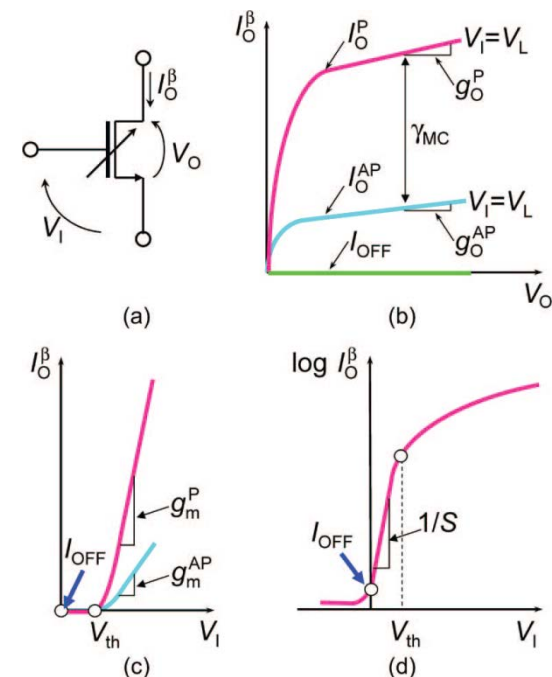 I_O^β
V_O
V_I
(a)
I_O^β
I_O^P
V_I=V_L
g_O^P
γ_MC
I_O^AP
V_I=V_L
g_O^AP
I_OFF
V_O
(b)
I_O^β
g_m^P
I_OFF
g_m^AP
V_th
V_I
(c)
log I_O^β
1/S
I_OFF
V_th
V_I
(d)